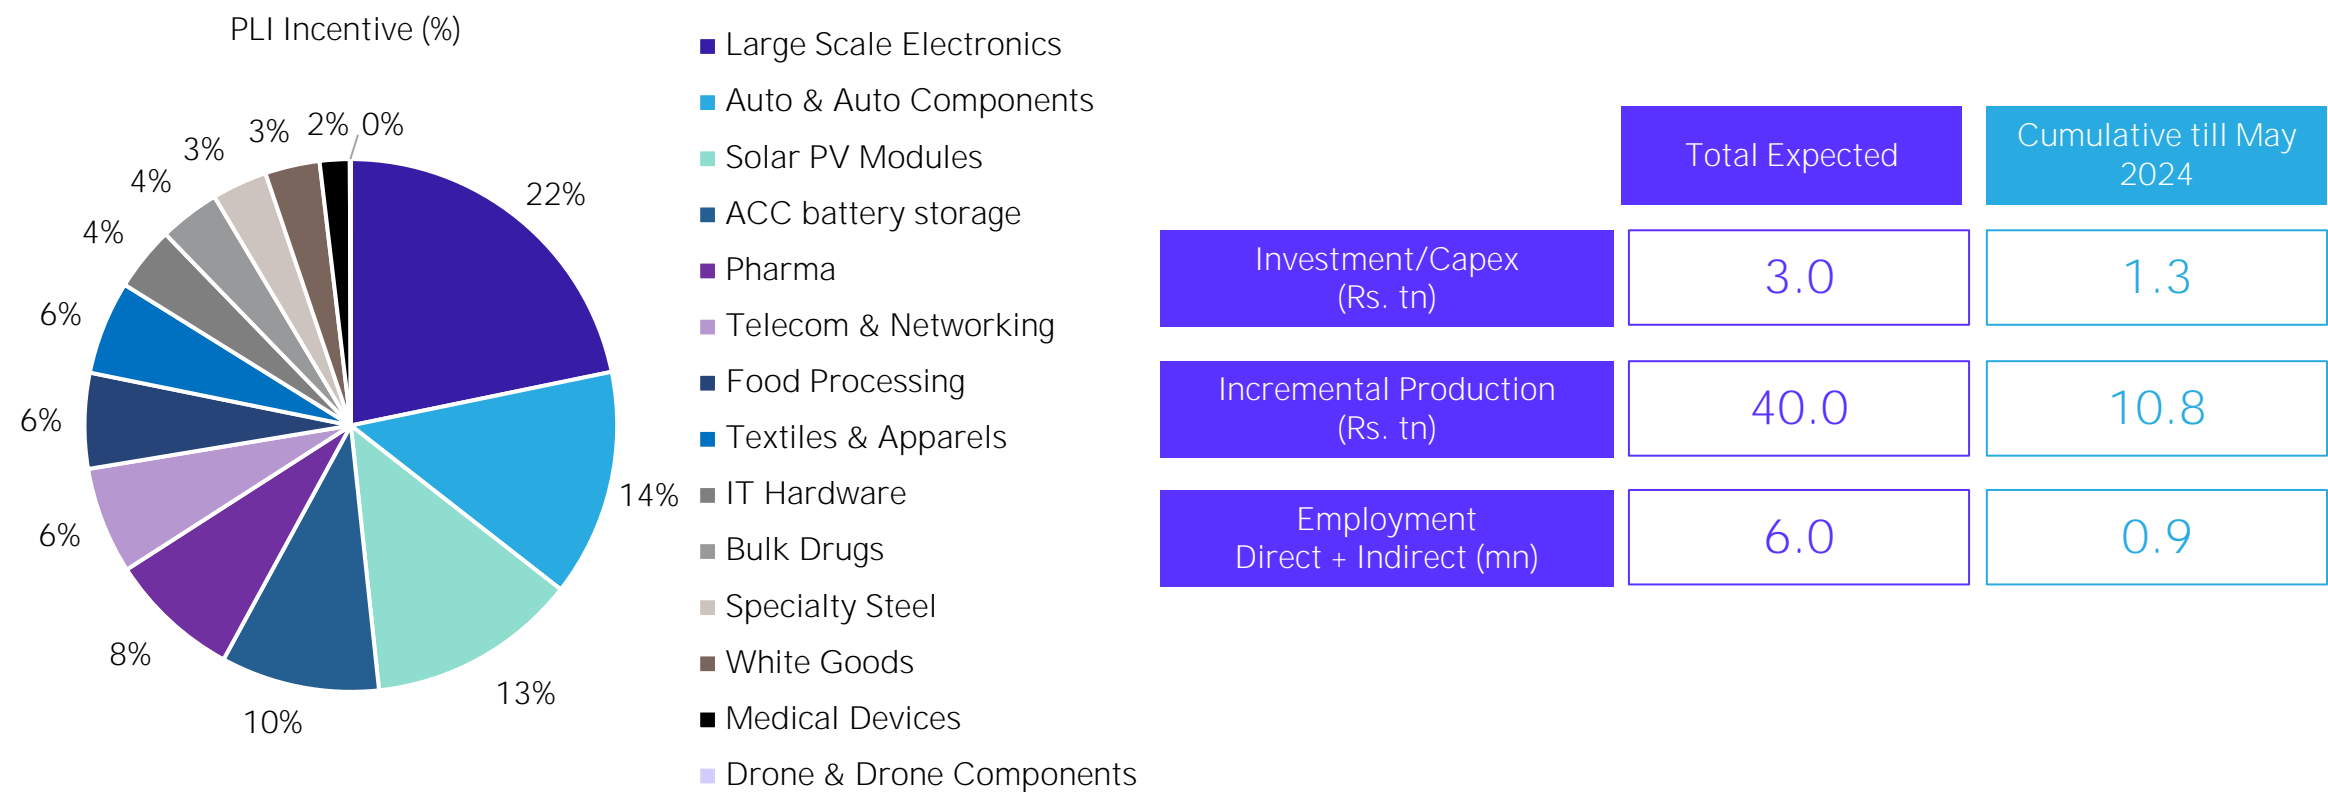 PLI Incentive (%)
22%
14%
13%
10%
8%
6%
6%
6%
4%
4%
3%
3%
2%
0%
Large Scale Electronics
Auto & Auto Components
Solar PV Modules
ACC battery storage
Pharma
Telecom & Networking
Food Processing
Textiles & Apparels
IT Hardware
Bulk Drugs
Specialty Steel
White Goods
Medical Devices
Drone & Drone Components
Total Expected
Cumulative till May
2024
Investment/Capex
(Rs. tn)
3.0
1.3
Incremental Production
(Rs. tn)
40.0
10.8
Employment
Direct + Indirect (mn)
6.0
0.9